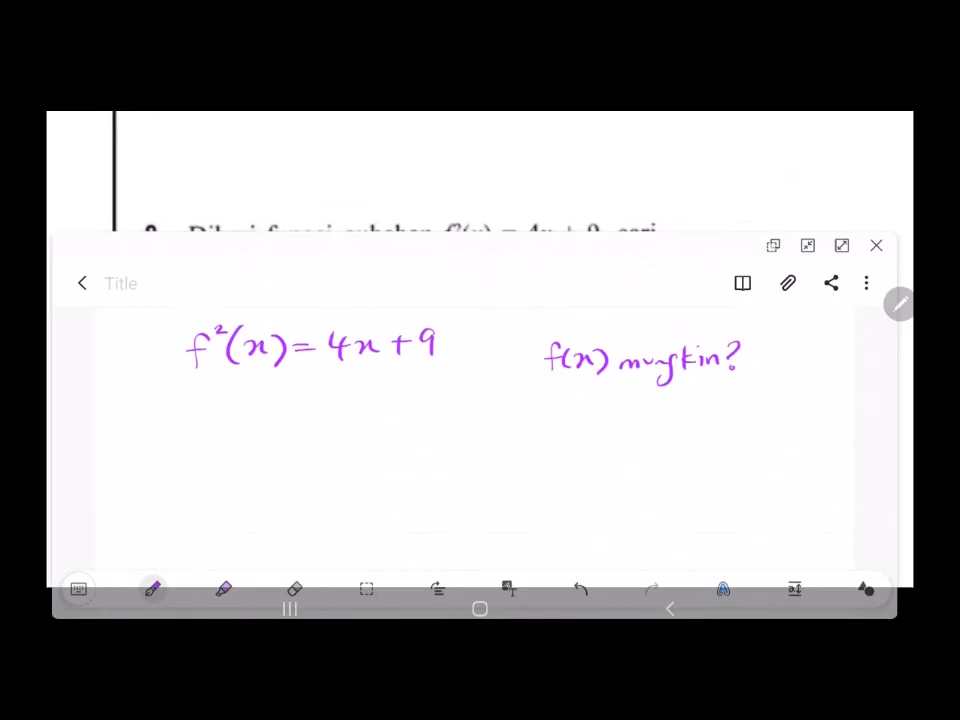 Title
f²(x) = 4x + 9
f(x) mungkin?